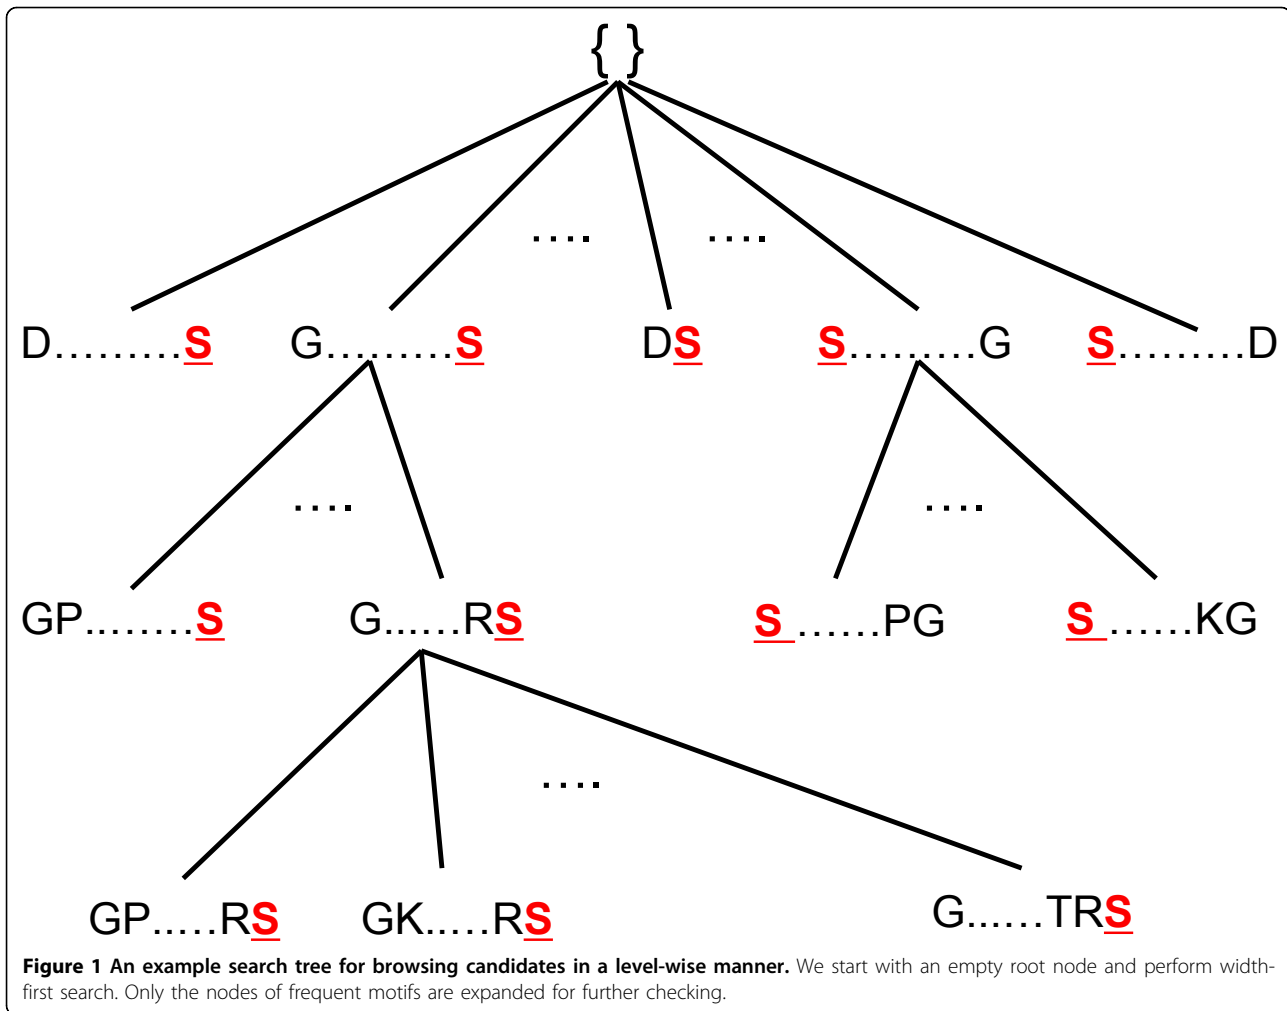 { }
.... ....
D.........S G.........S DS S.........G S.........D
.... ....
GP........S G......RS S ......PG S ......KG
....
GP.....RS GK.....RS G......TRS
Figure 1 An example search tree for browsing candidates in a level-wise manner. We start with an empty root node and perform width-
first search. Only the nodes of frequent motifs are expanded for further checking.